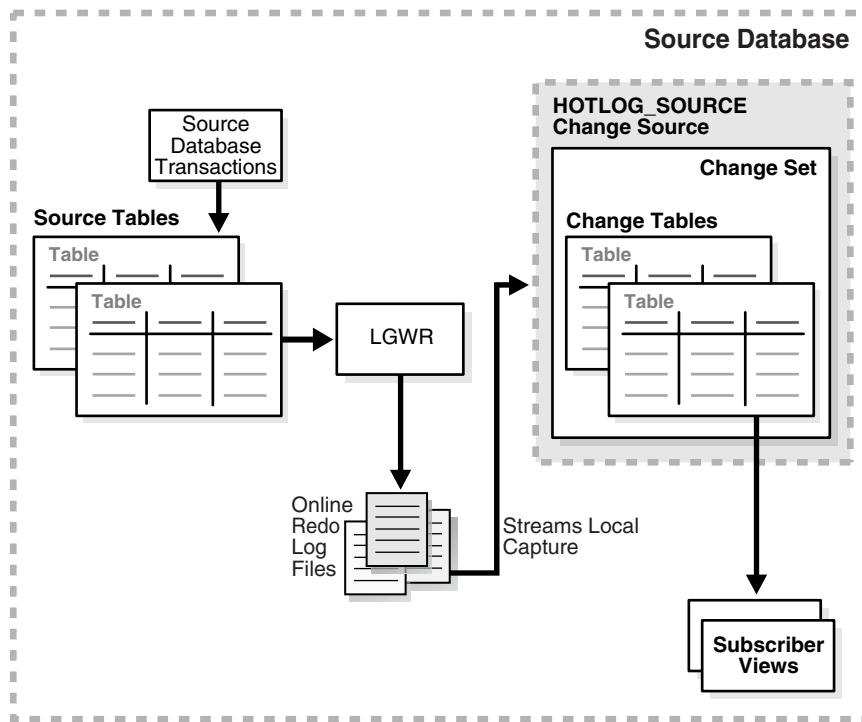 Source Database
HOTLOG_SOURCE
Change Source
Source
Database
Transactions
Change Set
Source Tables
Change Tables
Table
Table
Table
Table
LGWR
Online
Redo
Log
Files
Streams Local
Capture
Subscriber
Views